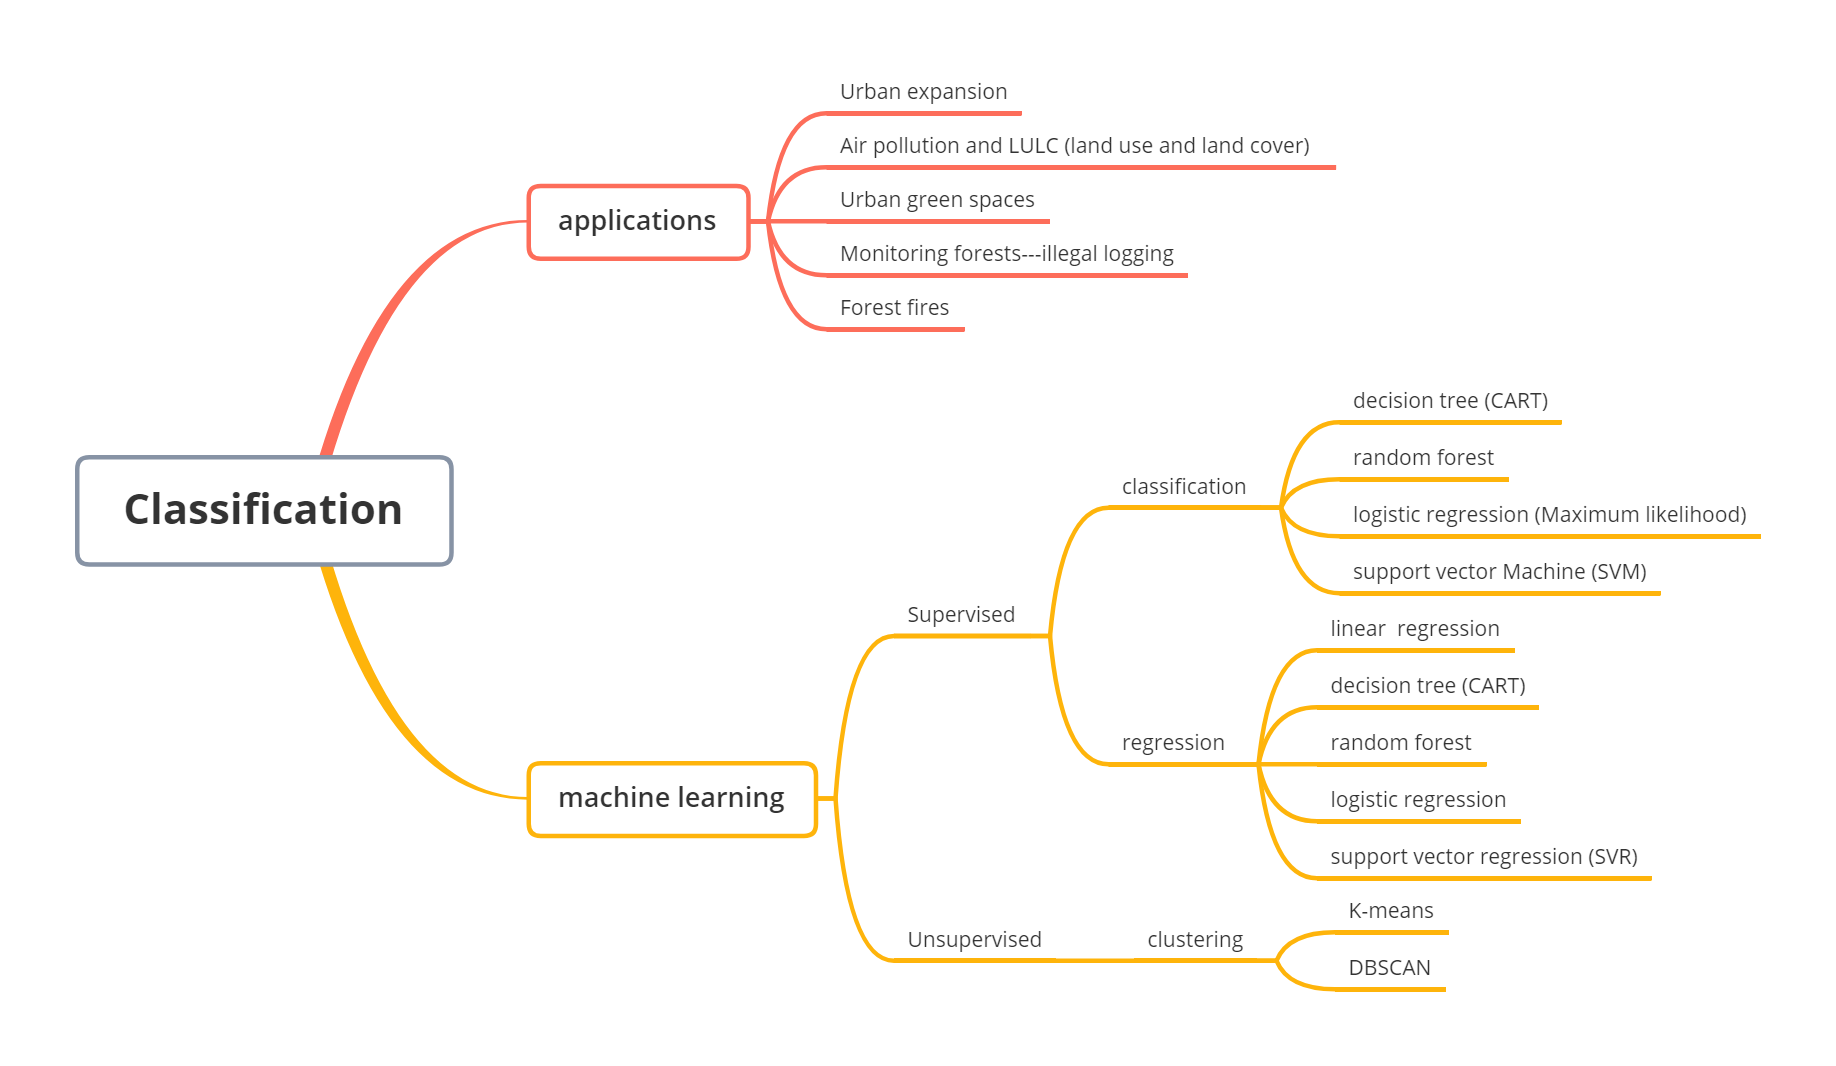 Classification
applications
Urban expansion
Air pollution and LULC (land use and land cover)
Urban green spaces
Monitoring forests---illegal logging
Forest fires
machine learning
Supervised
classification
decision tree (CART)
random forest
logistic regression (Maximum likelihood)
support vector Machine (SVM)
regression
linear  regression
decision tree (CART)
random forest
logistic regression
support vector regression (SVR)
Unsupervised
clustering
K-means
DBSCAN